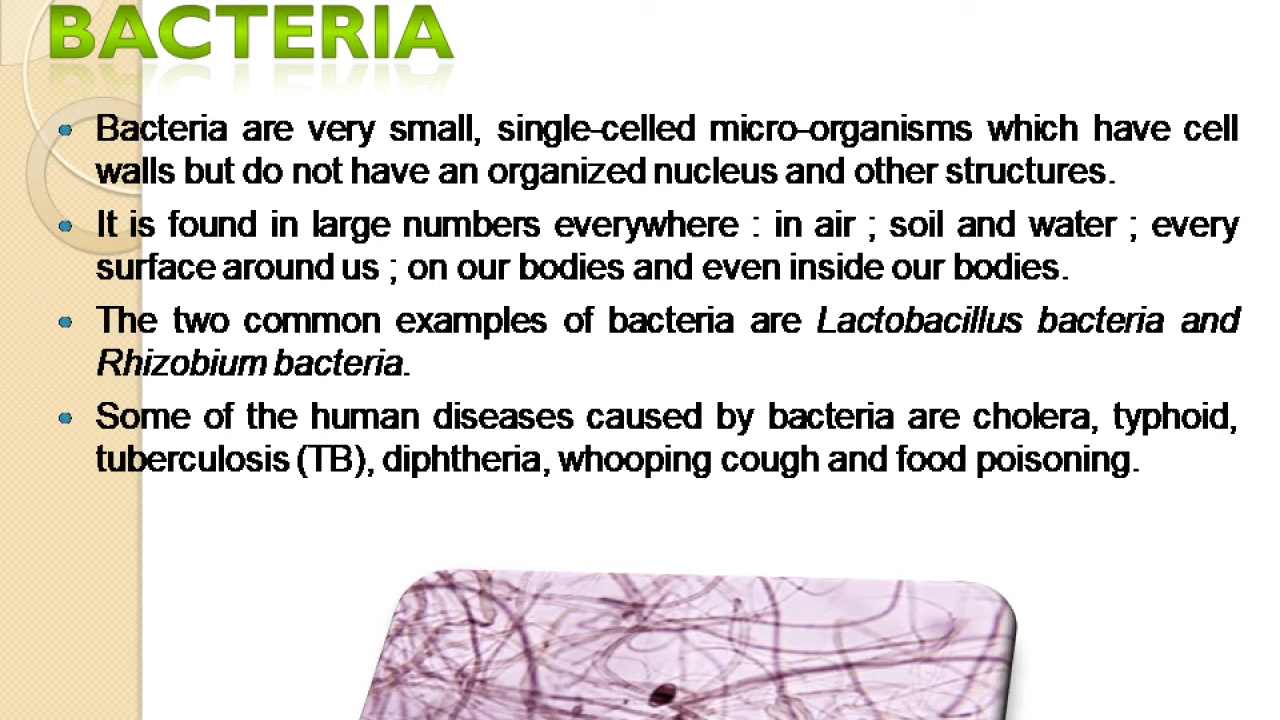 BACTERIA
• Bacteria are very small, single-celled micro-organisms which have cell
walls but do not have an organized nucleus and other structures.
• It is found in large numbers everywhere : in air ; soil and water ; every
surface around us ; on our bodies and even inside our bodies.
• The two common examples of bacteria are Lactobacillus bacteria and
Rhizobium bacteria.
• Some of the human diseases caused by bacteria are cholera, typhoid,
tuberculosis (TB), diphtheria, whooping cough and food poisoning.